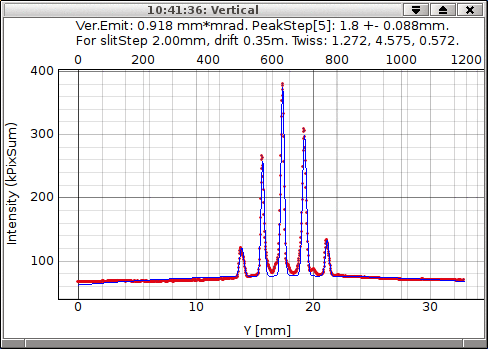 10:41:36: Vertical
Ver.Emit: 0.918 mm*mrad. PeakStep[5]: 1.8 +- 0.088mm.
For slitStep 2.00mm, drift 0.35m. Twiss: 1.272, 4.575, 0.572.
0 200 400 600 800 1000 1200
400
300
200
100
Intensity (kPixSum)
0 10 20 30
Y [mm]